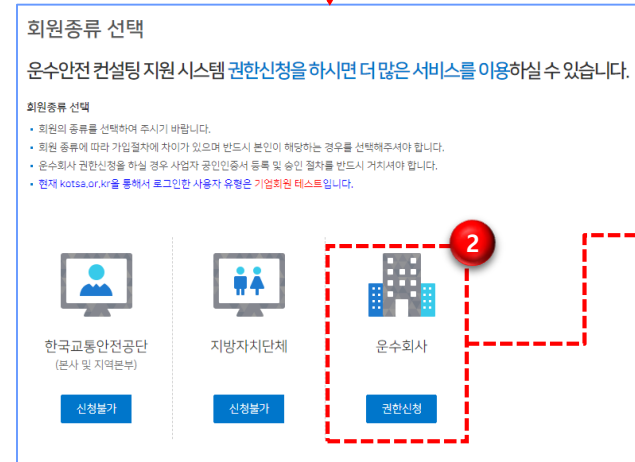 회원종류 선택
운수안전 컨설팅 지원 시스템 권한신청을 하시면 더 많은 서비스를 이용하실 수 있습니다.
회원종류 선택
• 회원의 종류를 선택하여 주시기 바랍니다.
• 회원 종류에 따라 가입절차에 차이가 있으며 반드시 본인이 해당하는 경우를 선택해주셔야 합니다.
• 운수회사 권한신청을 하실 경우 사업자 공인인증서 등록 및 승인 절차를 반드시 거치셔야 합니다.
• 현재 kotsa.or.kr을 통해서 로그인한 사용자 유형은 기업회원 테스트입니다.
2
한국교통안전공단
(본사 및 지역본부)
신청불가
지방자치단체
신청불가
운수회사
권한신청